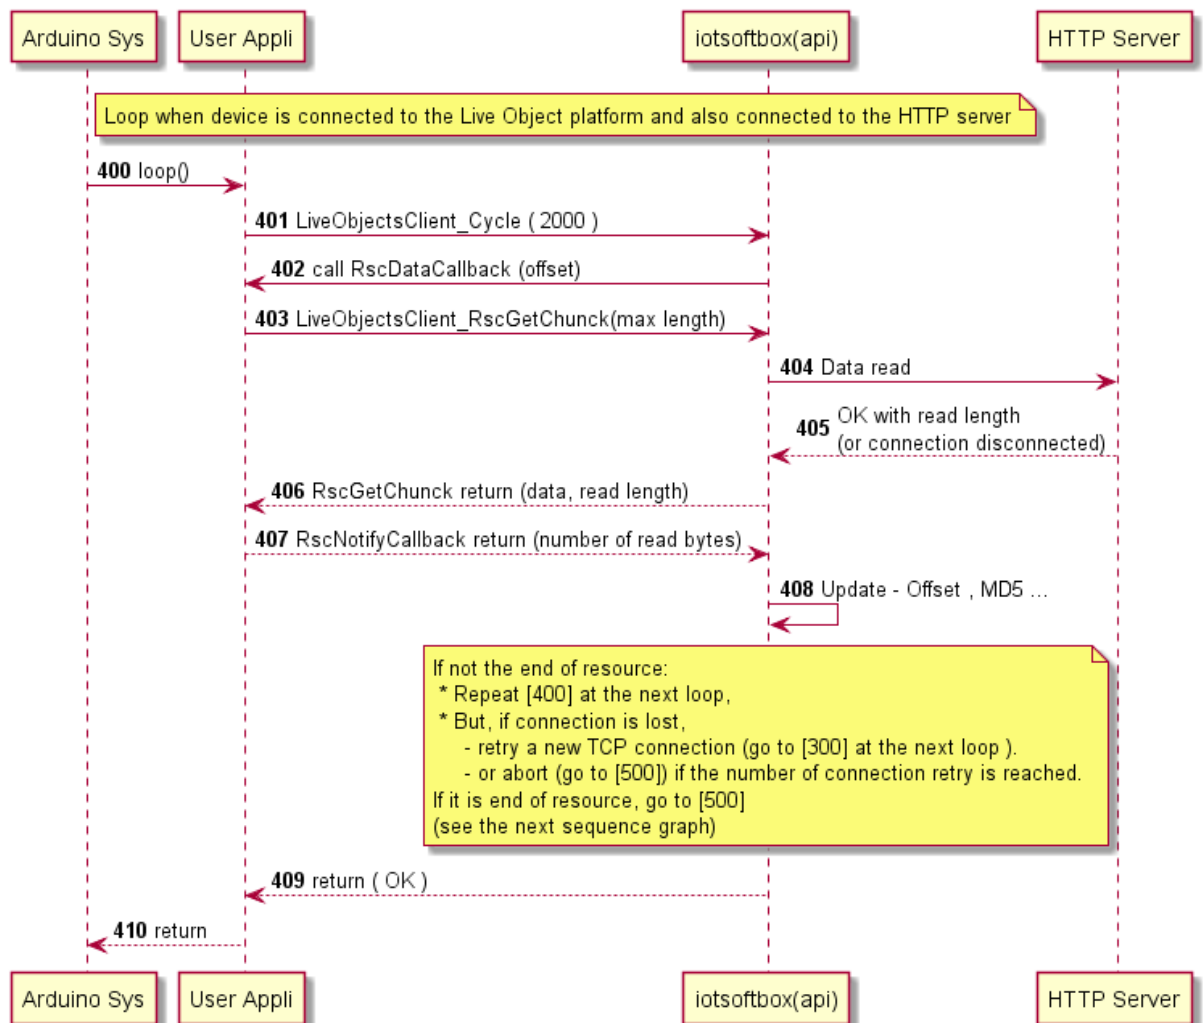 Arduino Sys
User Appli
iotsoftbox(api)
HTTP Server
Loop when device is connected to the Live Object platform and also connected to the HTTP server
400 loop()
401 LiveObjectsClient_Cycle ( 2000 )
402 call RscDataCallback (offset)
403 LiveObjectsClient_RscGetChunck(max length)
404 Data read
405 OK with read length
(or connection disconnected)
406 RscGetChunck return (data, read length)
407 RscNotifyCallback return (number of read bytes)
408 Update - Offset , MD5 ...
If not the end of resource:
* Repeat [400] at the next loop,
* But, if connection is lost,
- retry a new TCP connection (go to [300] at the next loop ).
- or abort (go to [500]) if the number of connection retry is reached.
If it is end of resource, go to [500]
(see the next sequence graph)
409 return ( OK )
410 return
Arduino Sys
User Appli
iotsoftbox(api)
HTTP Server